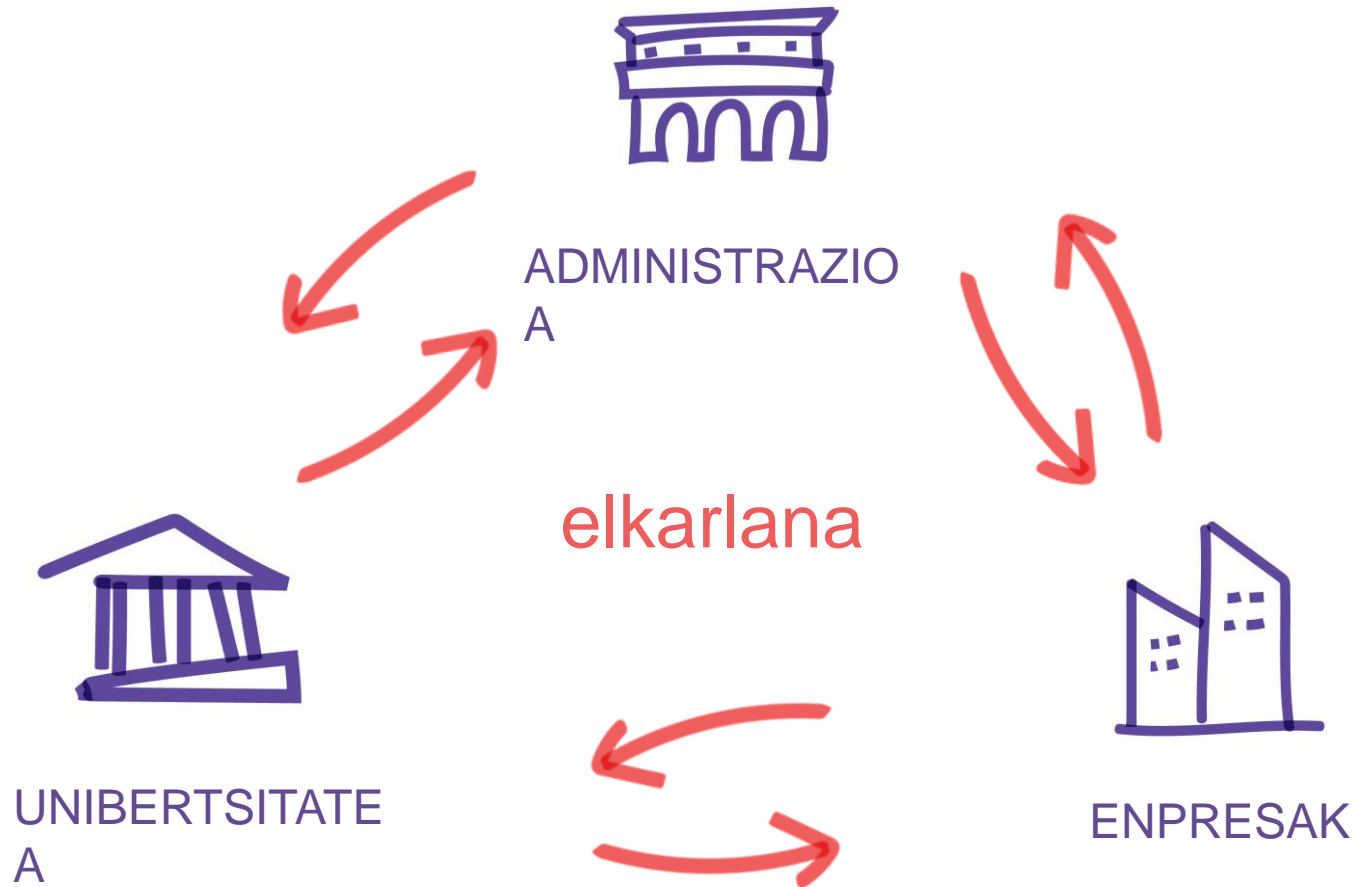 ADMINISTRAZIO
A
elkarlana
UNIBERTSITATE
A
ENPRESAK